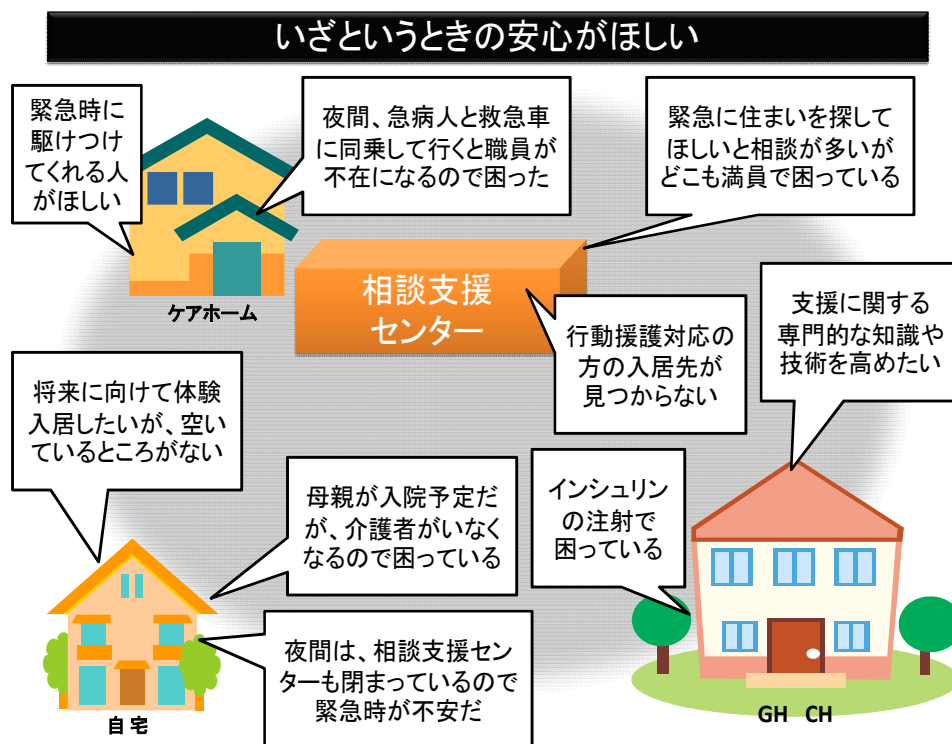 いざというときの安心がほしい
緊急時に
駆けつけ
てくれる人
がほしい
夜間、急病人と救急車
に同乗して行くと職員が
不在になるので困った
緊急に住まいを探して
ほしいと相談が多いが
どこも満員で困っている
ケアホーム
相談支援
センター
行動援護対応の
方の入居先が
見つからない
支援に関する
専門的な知識や
技術を高めたい
将来に向けて体験
入居したいが、空い
ているところがない
母親が入院予定だ
が、介護者がいなく
なるので困っている
インシュリン
の注射で
困っている
夜間は、相談支援セン
ターも閉まっているので
緊急時が不安だ
自宅
GH CH